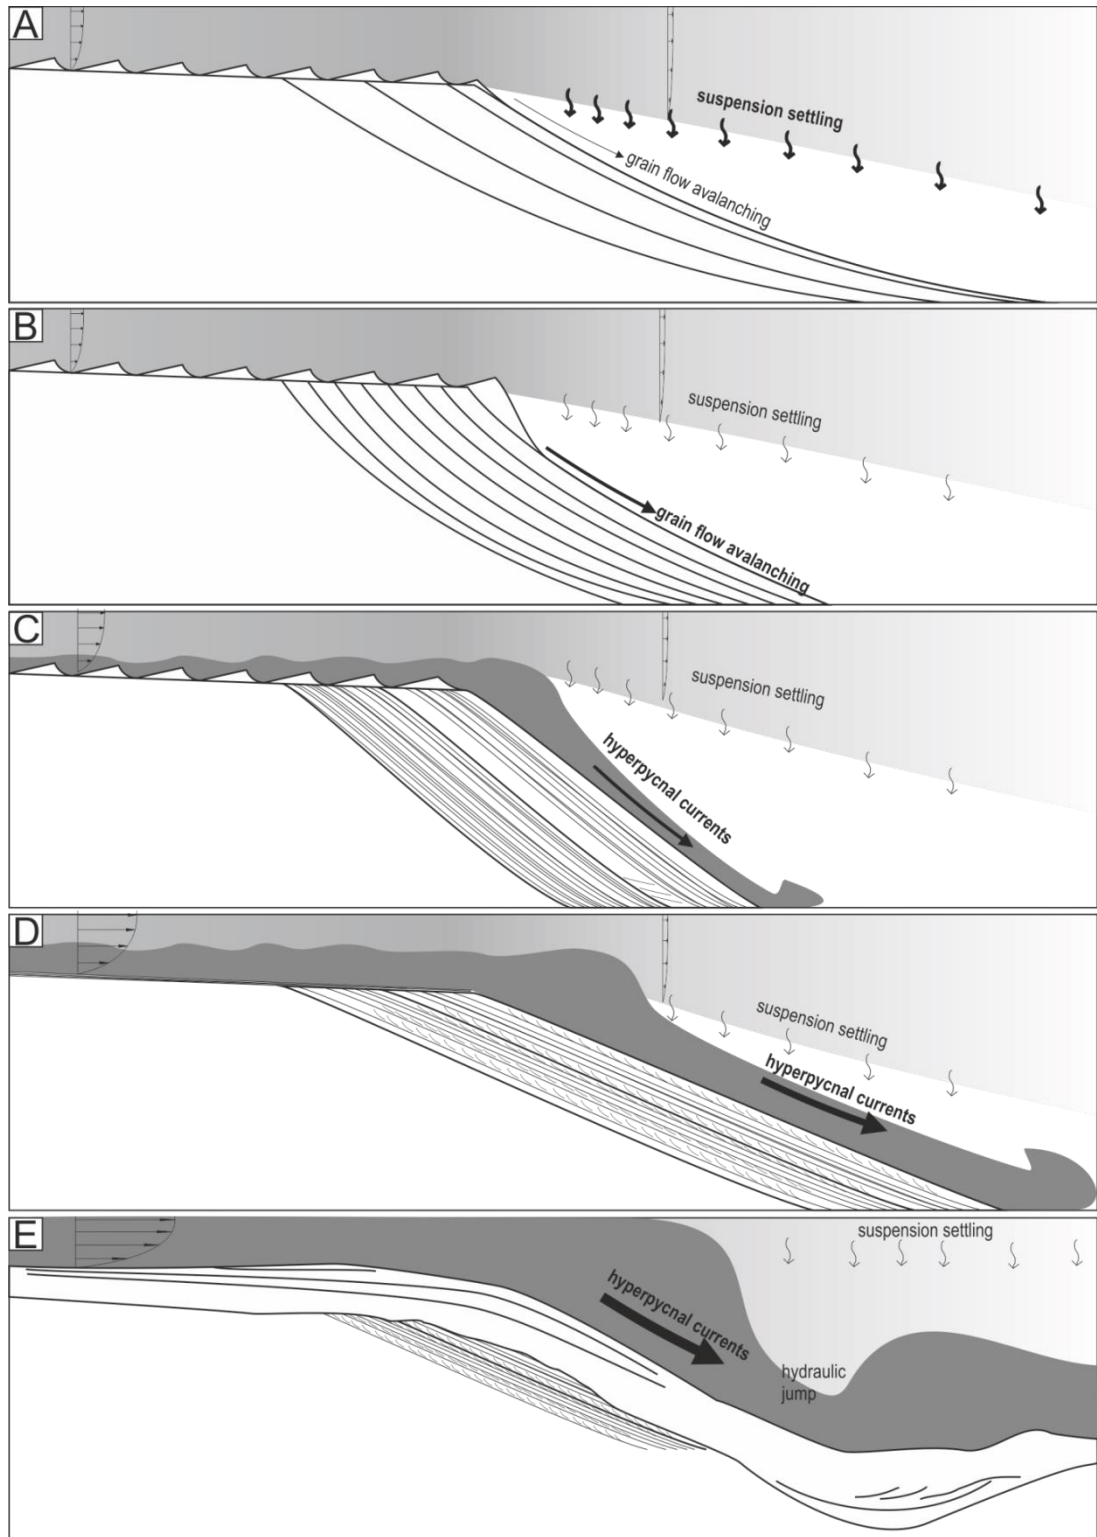 A
suspension settling
grain flow avalanching
B
suspension settling
grain flow avalanching
C
suspension settling
hyperpycnal currents
D
suspension settling
hyperpycnal currents
E
suspension settling
hyperpycnal currents
hydraulic
jump